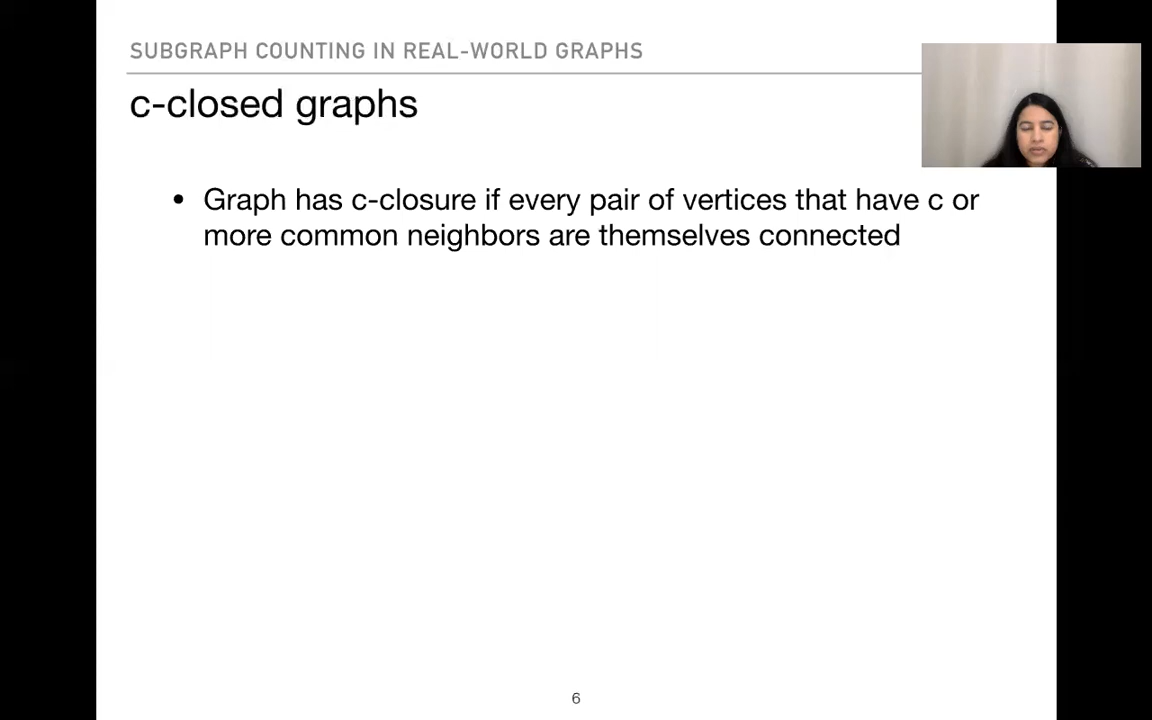 SUBGRAPH COUNTING IN REAL-WORLD GRAPHS
c-closed graphs
• Graph has c-closure if every pair of vertices that have c or
more common neighbors are themselves connected
6